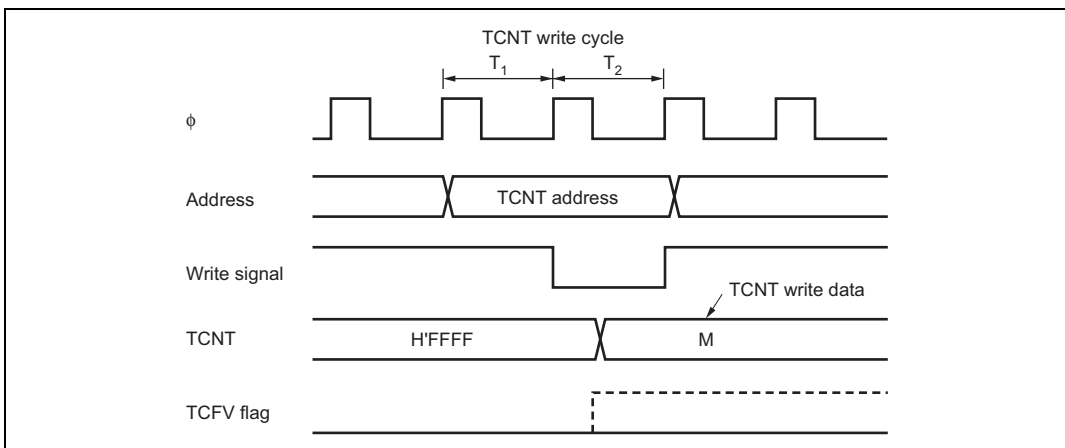 TCNT write cycle
T1 T2
ϕ
Address TCNT address
Write signal
TCNT write data
TCNT H'FFFF M
TCFV flag